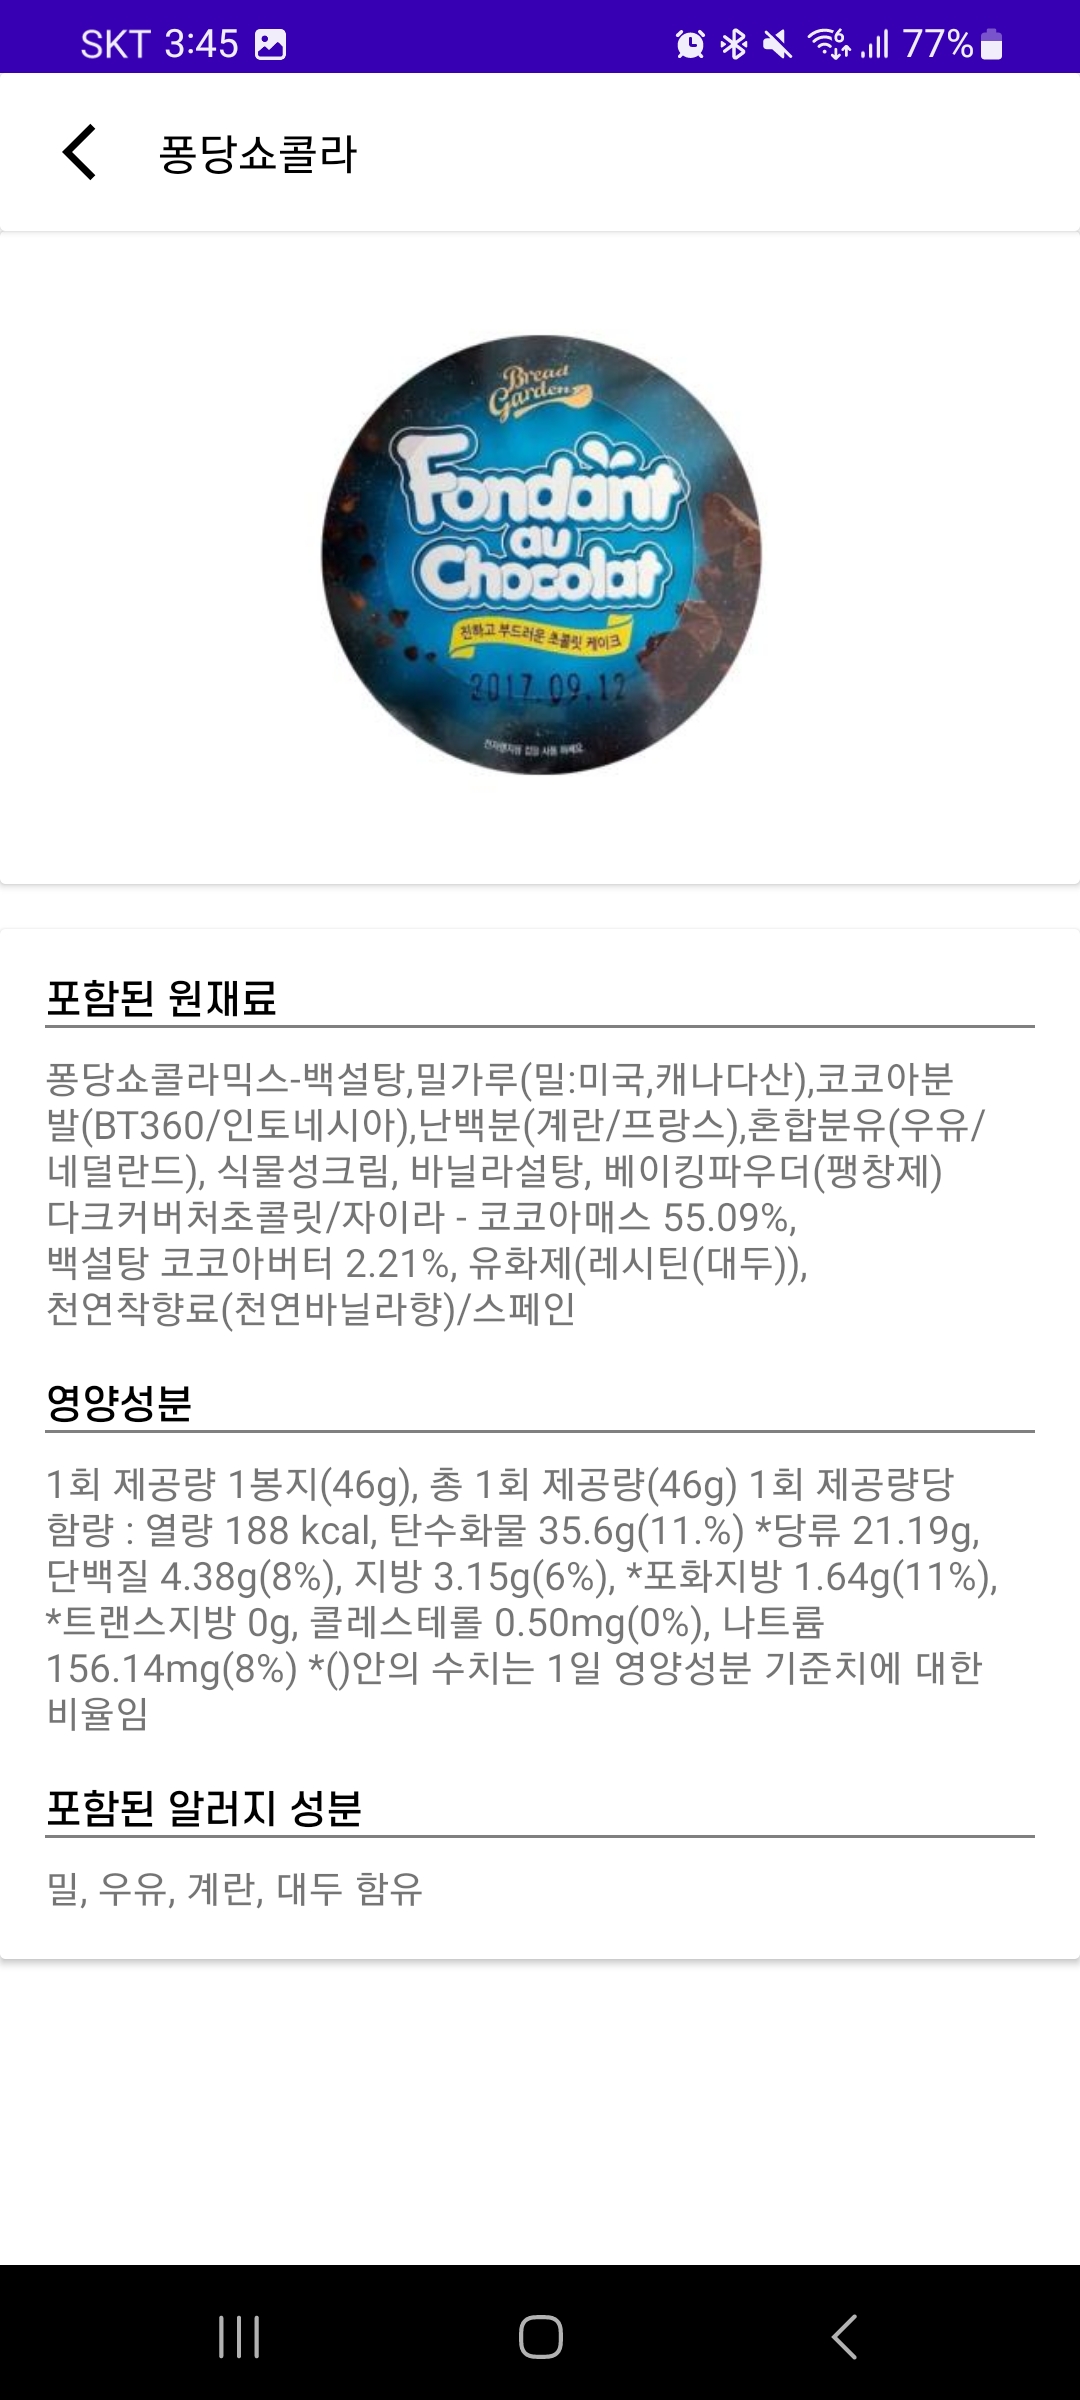 SKT 3:45
77%
퐁당쇼콜라
Bread
Garden
Fondant
au
Chocolat
진하고 부드러운 초콜릿 케이크
2017.09.12
포함된 원재료
퐁당쇼콜라믹스-백설탕,밀가루(밀:미국,캐나다산),코코아분
말(BT360/인토네시아),난백분(계란/프랑스),혼합분유(우유/
네덜란드), 식물성크림, 바닐라설탕, 베이킹파우더(팽창제)
다크커버처초콜릿/자이라 - 코코아매스 55.09%,
백설탕 코코아버터 2.21%, 유화제(레시틴(대두)),
천연착향료(천연바닐라향)/스페인
영양성분
1회 제공량 1봉지(46g), 총 1회 제공량(46g) 1회 제공량당
함량 : 열량 188 kcal, 탄수화물 35.6g(11.%) *당류 21.19g,
단백질 4.38g(8%), 지방 3.15g(6%), *포화지방 1.64g(11%),
*트랜스지방 0g, 콜레스테롤 0.50mg(0%), 나트륨
156.14mg(8%) *()안의 수치는 1일 영양성분 기준치에 대한
비율임
포함된 알러지 성분
밀, 우유, 계란, 대두 함유